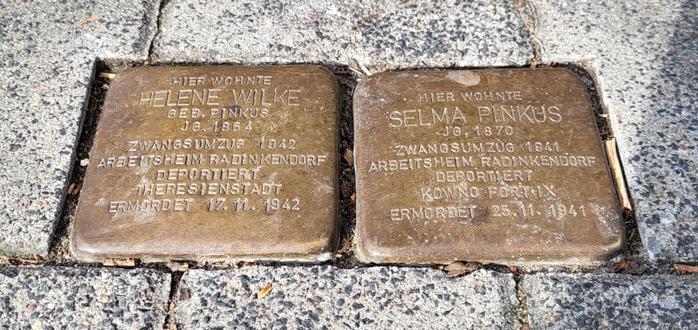 HIER WOHNTE
HELENE WILKE
GEB. PINKUS
JG. 1864
ZWANGSUMZUG 1942
ARBEITSHEIM RADINKENDORF
DEPORTIERT
THERESIENSTADT
ERMORDET 17.11.1942
HIER WOHNTE
SELMA PINKUS
JG. 1870
ZWANGSUMZUG 1941
ARBEITSHEIM RADINKENDORF
DEPORTIERT
KOWNO FORT IX
ERMORDET 25.11.1941